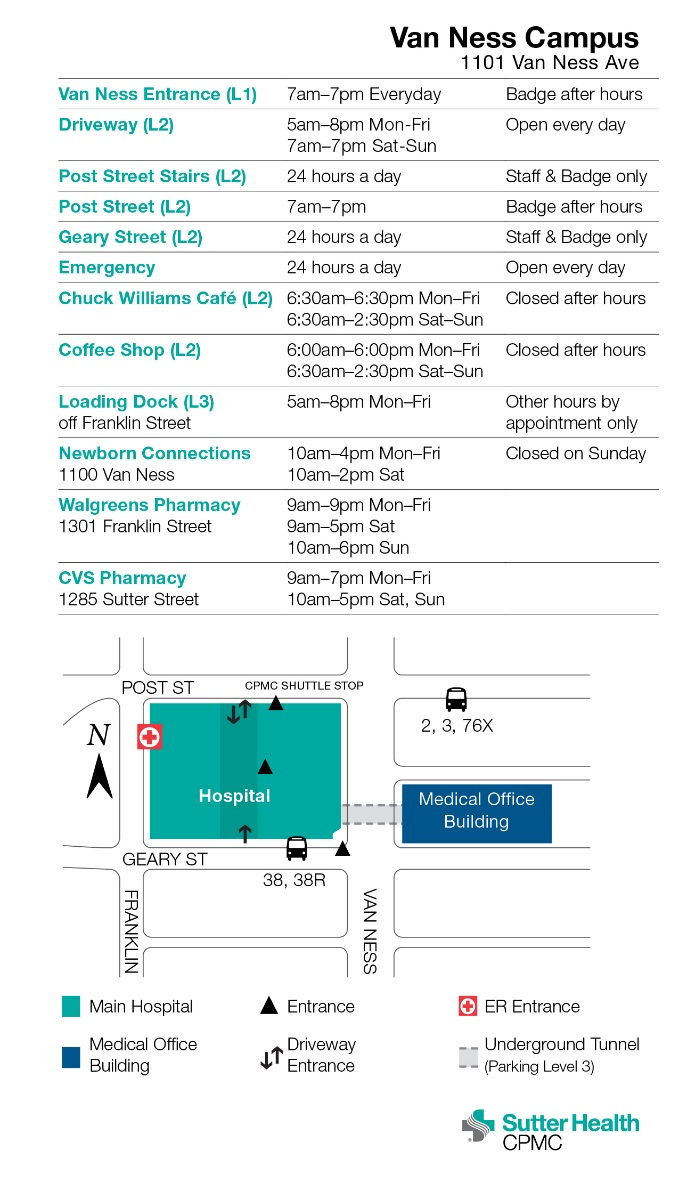 Van Ness Campus
1101 Van Ness Ave
Van Ness Entrance (L1) 7am–7pm Everyday Badge after hours
Driveway (L2) 5am–8pm Mon-Fri Open every day
7am–7pm Sat-Sun
Post Street Stairs (L2) 24 hours a day Staff & Badge only
Post Street (L2) 7am–7pm Badge after hours
Geary Street (L2) 24 hours a day Staff & Badge only
Emergency 24 hours a day Open every day
Chuck Williams Café (L2) 6:30am–6:30pm Mon–Fri Closed after hours
6:30am–2:30pm Sat–Sun
Coffee Shop (L2) 6:00am–6:00pm Mon–Fri Closed after hours
6:30am–2:30pm Sat–Sun
Loading Dock (L3) 5am–8pm Mon–Fri Other hours by
off Franklin Street appointment only
Newborn Connections 10am–4pm Mon–Fri Closed on Sunday
1100 Van Ness 10am–2pm Sat
Walgreens Pharmacy 9am–9pm Mon–Fri
1301 Franklin Street 9am–5pm Sat
10am–6pm Sun
CVS Pharmacy 9am–7pm Mon–Fri
1285 Sutter Street 10am–5pm Sat, Sun
POST ST CPMC SHUTTLE STOP
2, 3, 76X
N
Hospital
Medical Office
Building
GEARY ST
38, 38R
FRANKLIN
VAN NESS
Main Hospital Entrance ER Entrance
Medical Office Driveway Underground Tunnel
Building Entrance (Parking Level 3)
Sutter Health
CPMC